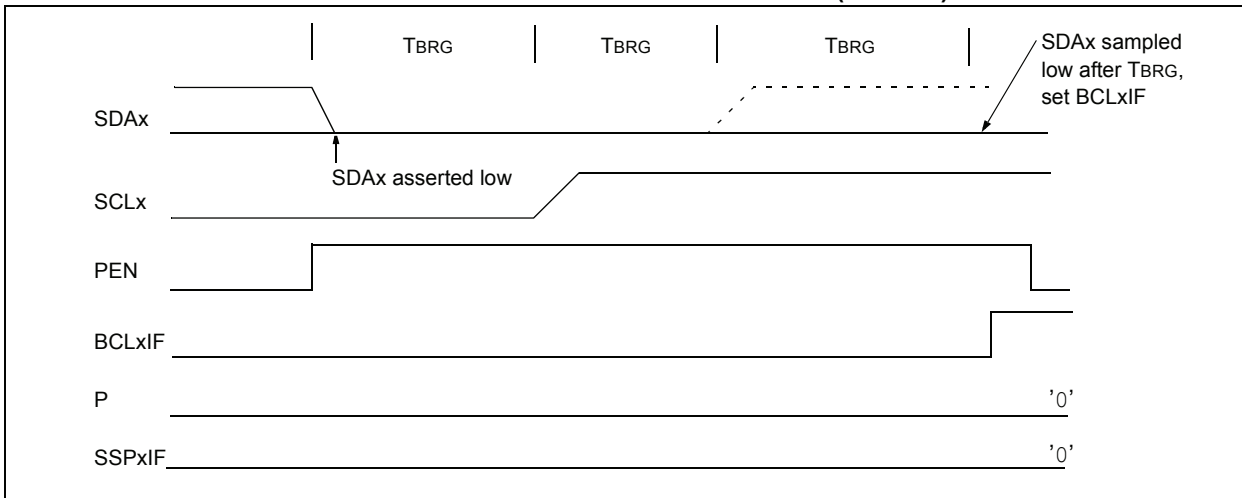 TBRG TBRG TBRG
SDAx sampled
low after TBRG,
set BCLxIF
SDAx
SDAx asserted low
SCLx
PEN
BCLxIF
P '0'
SSPxIF '0'